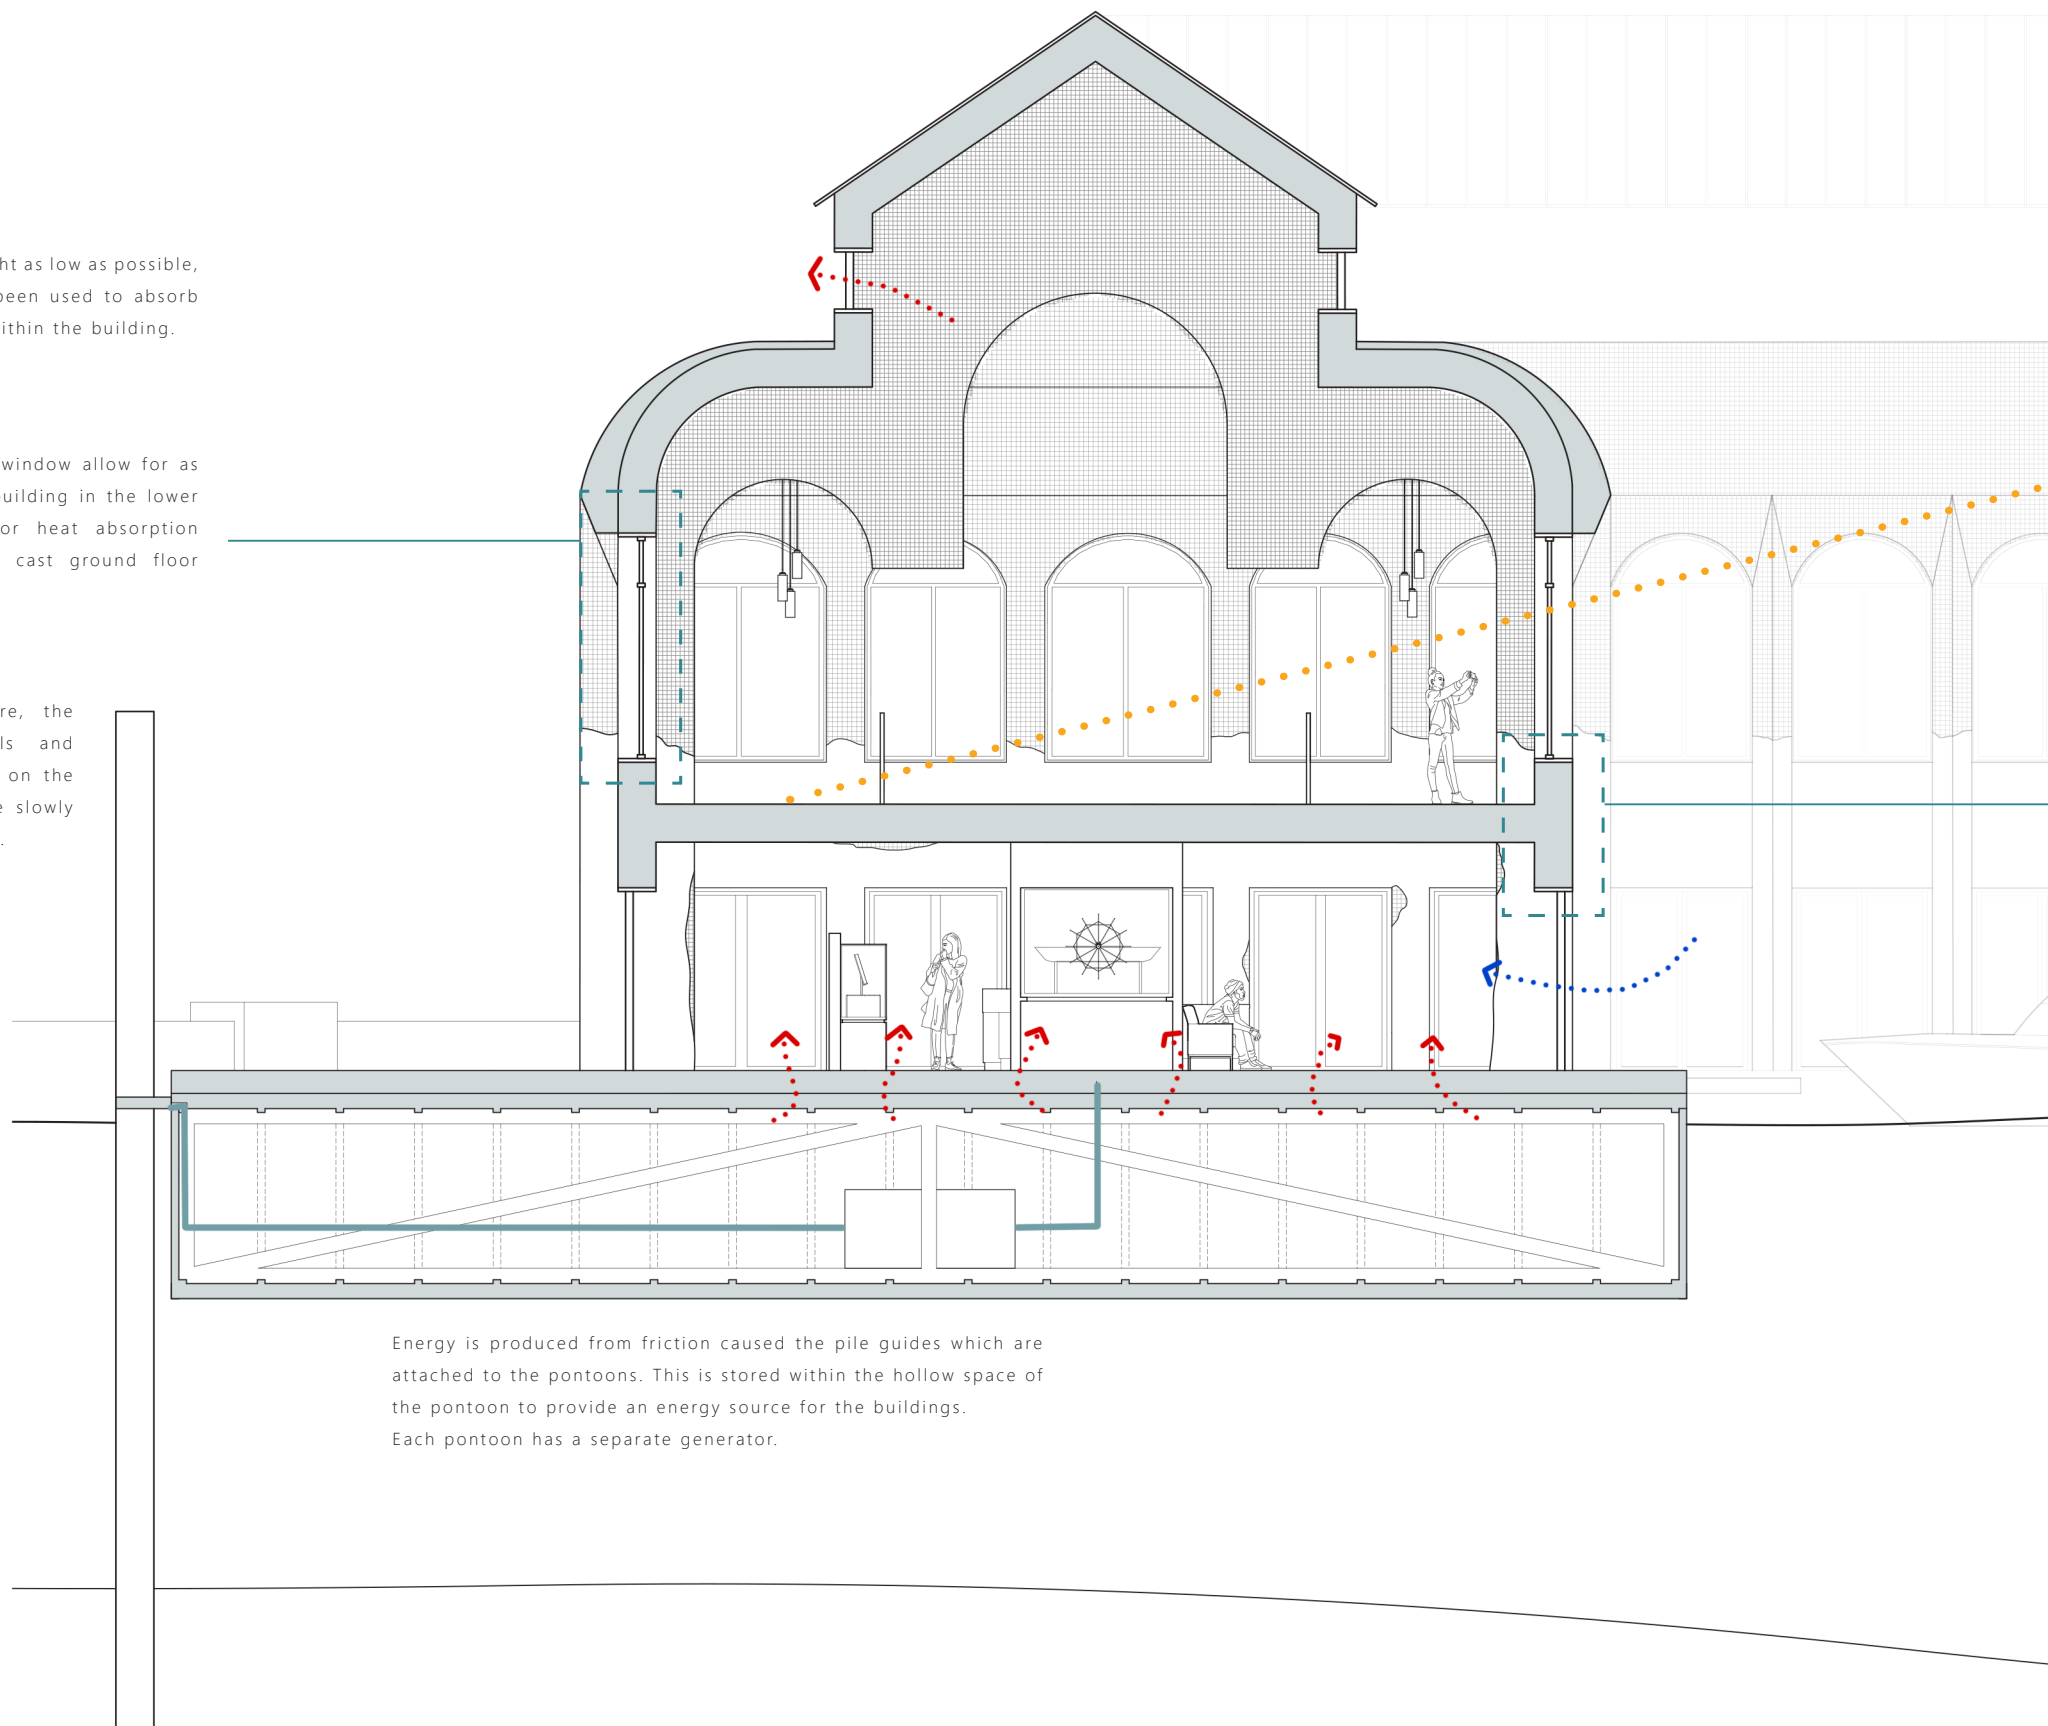 ht as low as possible,
been used to absorb
ithin the building.
window allow for as
building in the lower
or heat absorption
cast ground floor
re, the
ls and
on the
e slowly
.
Energy is produced from friction caused the pile guides which are
attached to the pontoons. This is stored within the hollow space of
the pontoon to provide an energy source for the buildings.
Each pontoon has a separate generator.